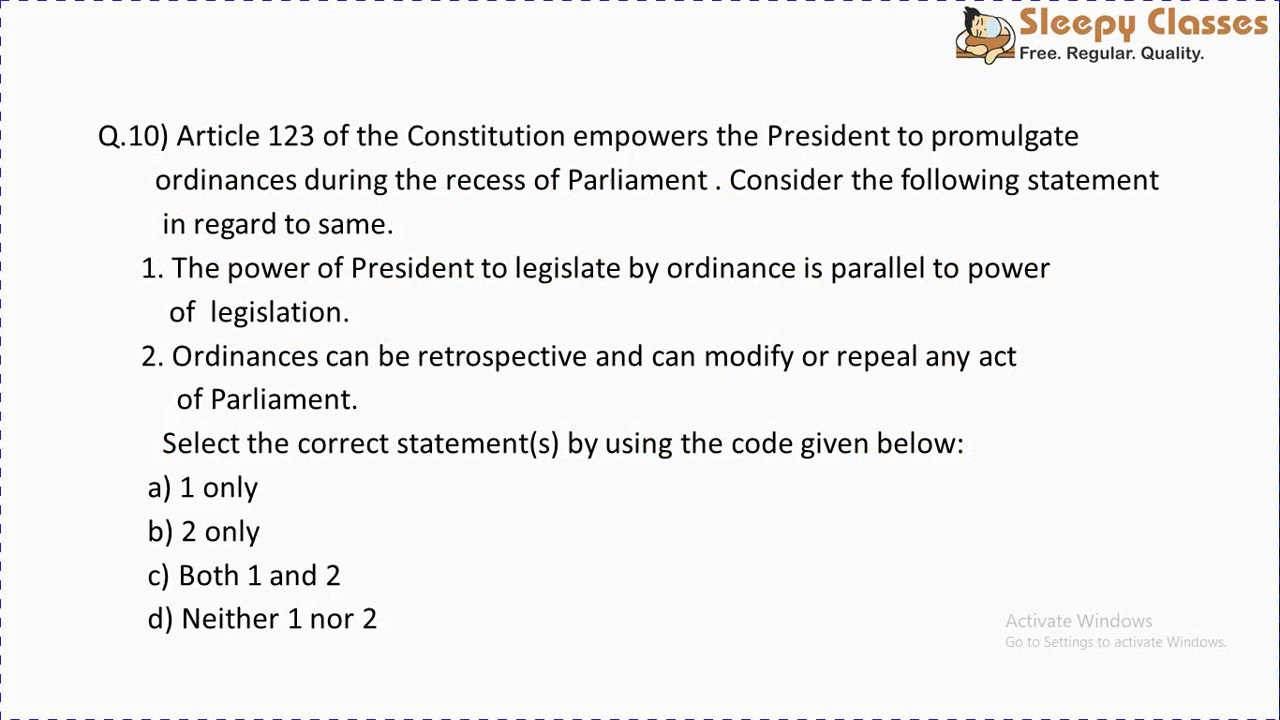 Sleepy Classes
Free. Regular. Quality.
Q.10) Article 123 of the Constitution empowers the President to promulgate
ordinances during the recess of Parliament . Consider the following statement
in regard to same.
1. The power of President to legislate by ordinance is parallel to power
of legislation.
2. Ordinances can be retrospective and can modify or repeal any act
of Parliament.
Select the correct statement(s) by using the code given below:
a) 1 only
b) 2 only
c) Both 1 and 2
d) Neither 1 nor 2
Activate Windows
Go to Settings to activate Windows.